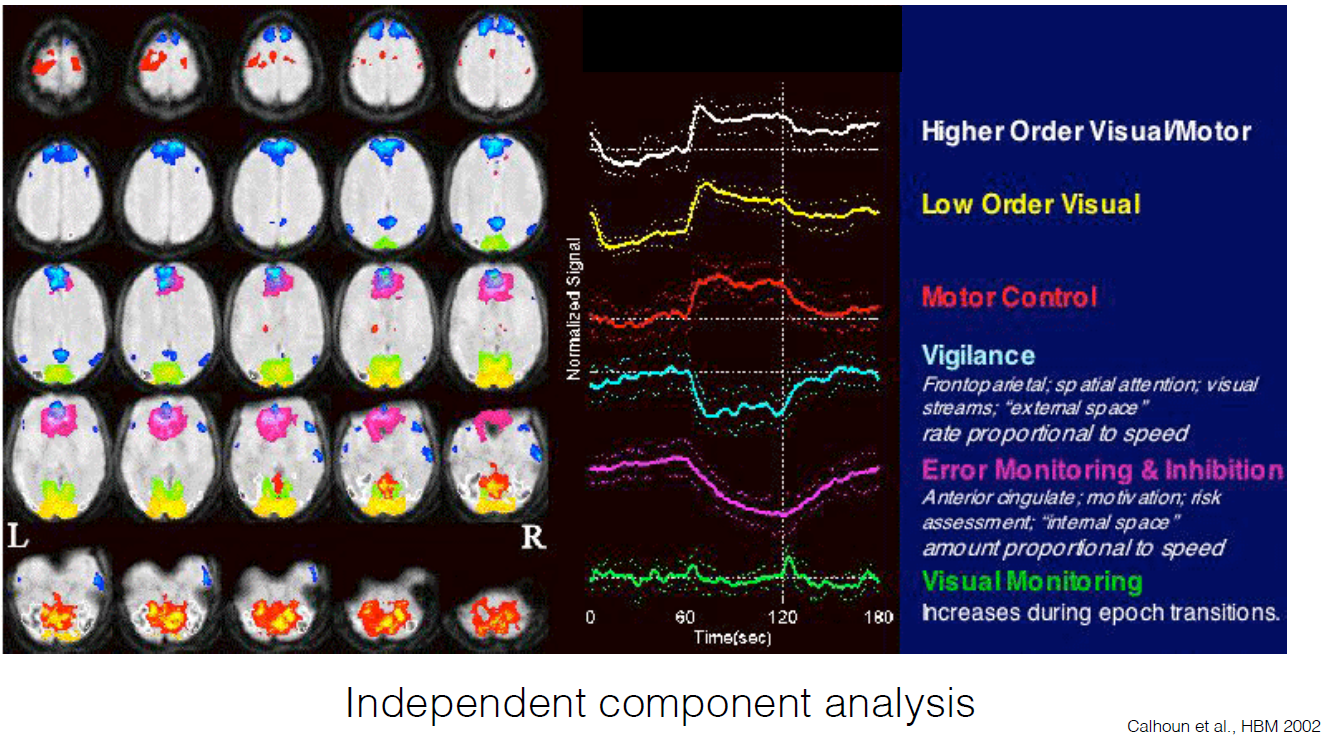 L
R
Normalized Signal
0 60 120 180
Time(sec)
Higher Order Visual/Motor
Low Order Visual
Motor Control
Vigilance
Frontoparietal; spatial attention; visual
streams; “external space”
rate proportional to speed
Error Monitoring & Inhibition
Anterior cingulate; motivation; risk
assessment; “internal space”
amount proportional to speed
Visual Monitoring
Increases during epoch transitions.
Independent component analysis
Calhoun et al., HBM 2002